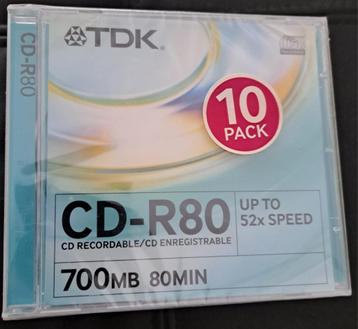 CD-R80
TDK
10
PACK
CD-R80
UP TO
52x SPEED
CD RECORDABLE/CD ENREGISTRABLE
700MB 80MIN